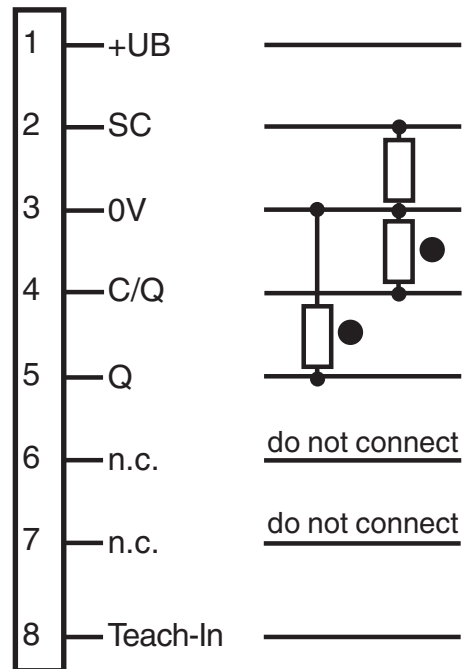 1 +UB
2 SC
3 0V
4 C/Q
5 Q
6 n.c. do not connect
7 n.c. do not connect
8 Teach-In